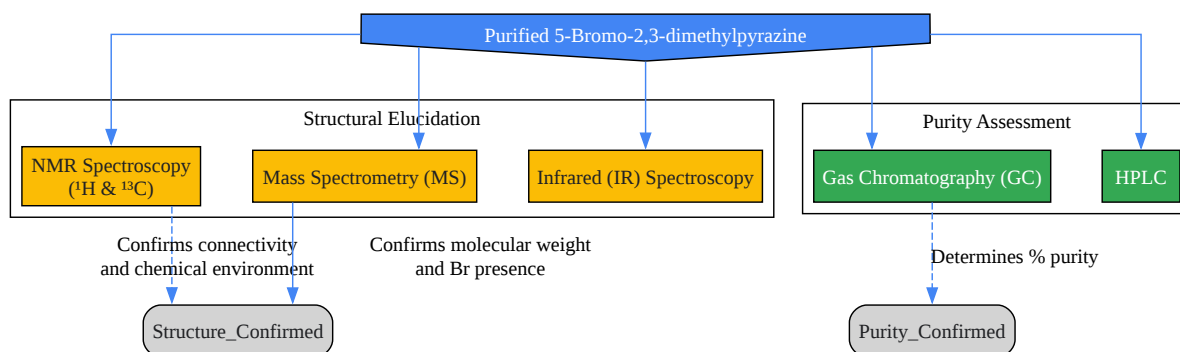 Purified 5-Bromo-2,3-dimethylpyrazine
Structural Elucidation
Purity Assessment
NMR Spectroscopy
(¹H & ¹³C)
Mass Spectrometry (MS)
Infrared (IR) Spectroscopy
Gas Chromatography (GC)
HPLC
Confirms connectivity
and chemical environment
Confirms molecular weight
and Br presence
Determines % purity
Structure_Confirmed
Purity_Confirmed